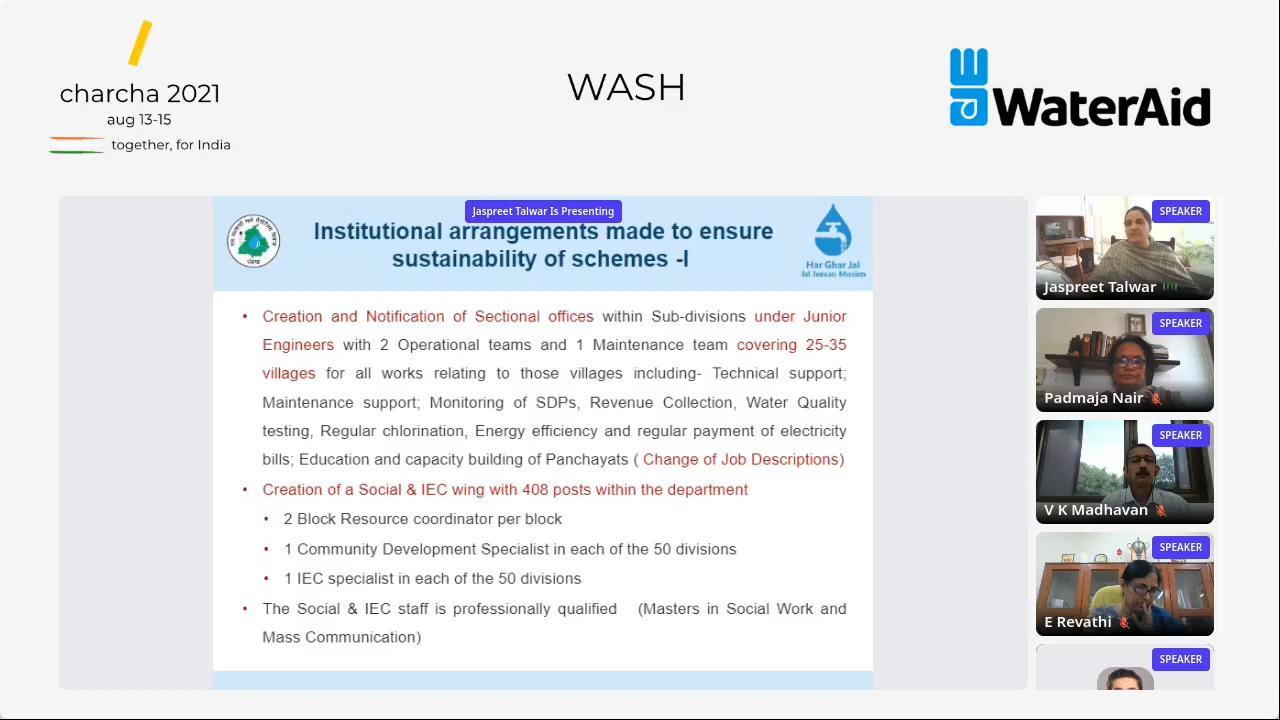 charcha 2021
aug 13-15
together, for India
WASH
WaterAid
Jaspreet Talwar Is Presenting
Institutional arrangements made to ensure
sustainability of schemes -I
Har Ghar Jal
Jal Jeevan Mission
• Creation and Notification of Sectional offices within Sub-divisions under Junior
Engineers with 2 Operational teams and 1 Maintenance team covering 25-35
villages for all works relating to those villages including- Technical support;
Maintenance support; Monitoring of SDPs, Revenue Collection, Water Quality
testing, Regular chlorination, Energy efficiency and regular payment of electricity
bills; Education and capacity building of Panchayats ( Change of Job Descriptions)
• Creation of a Social & IEC wing with 408 posts within the department
• 2 Block Resource coordinator per block
• 1 Community Development Specialist in each of the 50 divisions
• 1 IEC specialist in each of the 50 divisions
• The Social & IEC staff is professionally qualified (Masters in Social Work and
Mass Communication)
SPEAKER
Jaspreet Talwar
SPEAKER
Padmaja Nair
SPEAKER
V K Madhavan
SPEAKER
E Revathi
SPEAKER